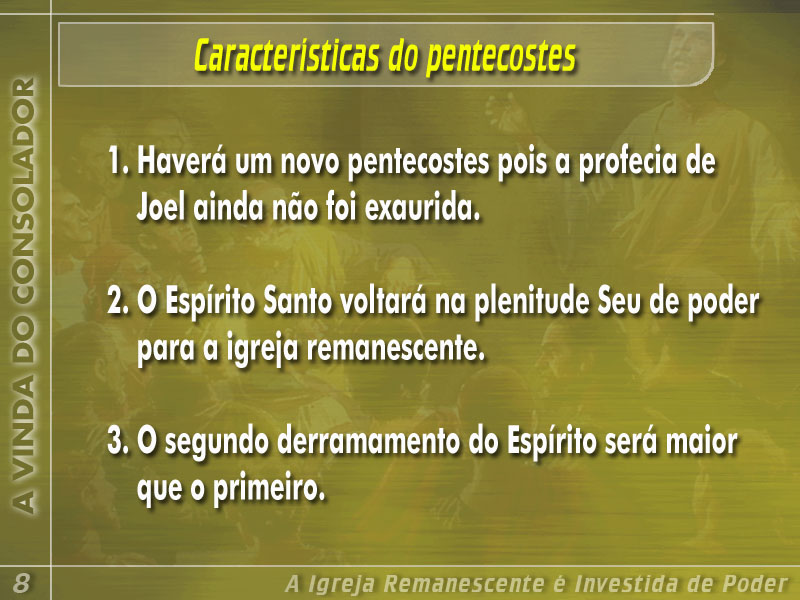 Características do pentecostes
A VINDA DO CONSOLADOR
1. Haverá um novo pentecostes pois a profecia de
Joel ainda não foi exaurida.
2. O Espírito Santo voltará na plenitude Seu de poder
para a igreja remanescente.
3. O segundo derramamento do Espírito será maior
que o primeiro.
8
A Igreja Remanescente é Investida de Poder